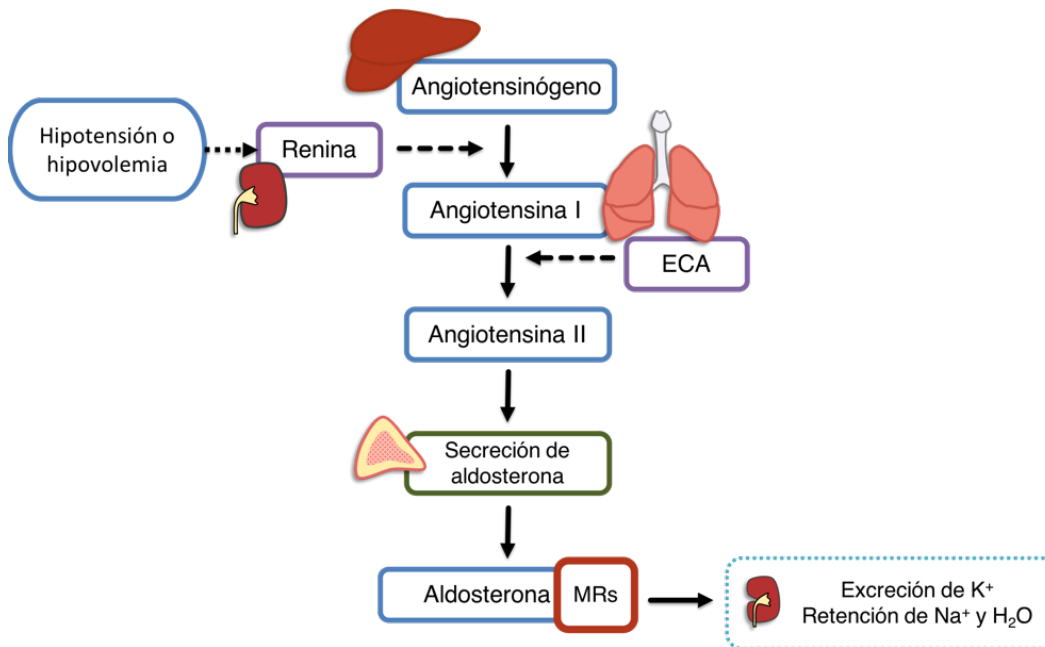 Angiotensinógeno
Hipotensión o
hipovolemia
Renina
Angiotensina I
ECA
Angiotensina II
Secreción de
aldosterona
Aldosterona
MRs
Excreción de K⁺
Retención de Na⁺ y H₂O